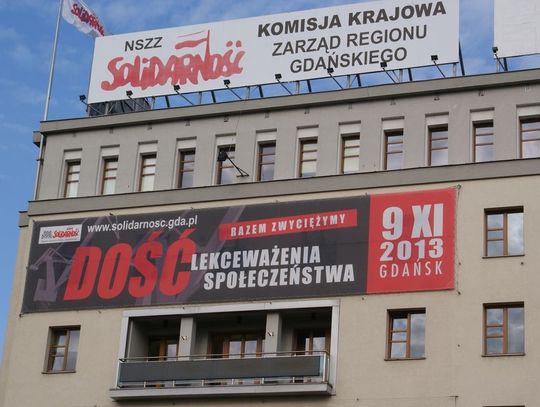 NSZZ
Solidarność
KOMISJA KRAJOWA
ZARZĄD REGIONU
GDAŃSKIEGO
www.solidarnosc.gda.pl
RAZEM ZWYCIĘŻYMY
DOŚĆ
LEKCEWAŻENIA
SPOŁECZEŃSTWA
9 XI
2013
GDAŃSK